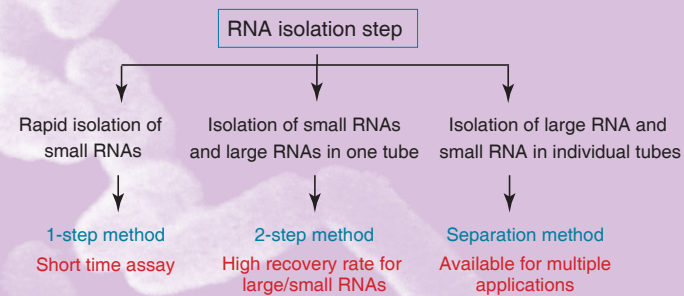 RNA isolation step
Rapid isolation of
small RNAs
Isolation of small RNAs
and large RNAs in one tube
Isolation of large RNA and
small RNA in individual tubes
1-step method
Short time assay
2-step method
High recovery rate for
large/small RNAs
Separation method
Available for multiple
applications